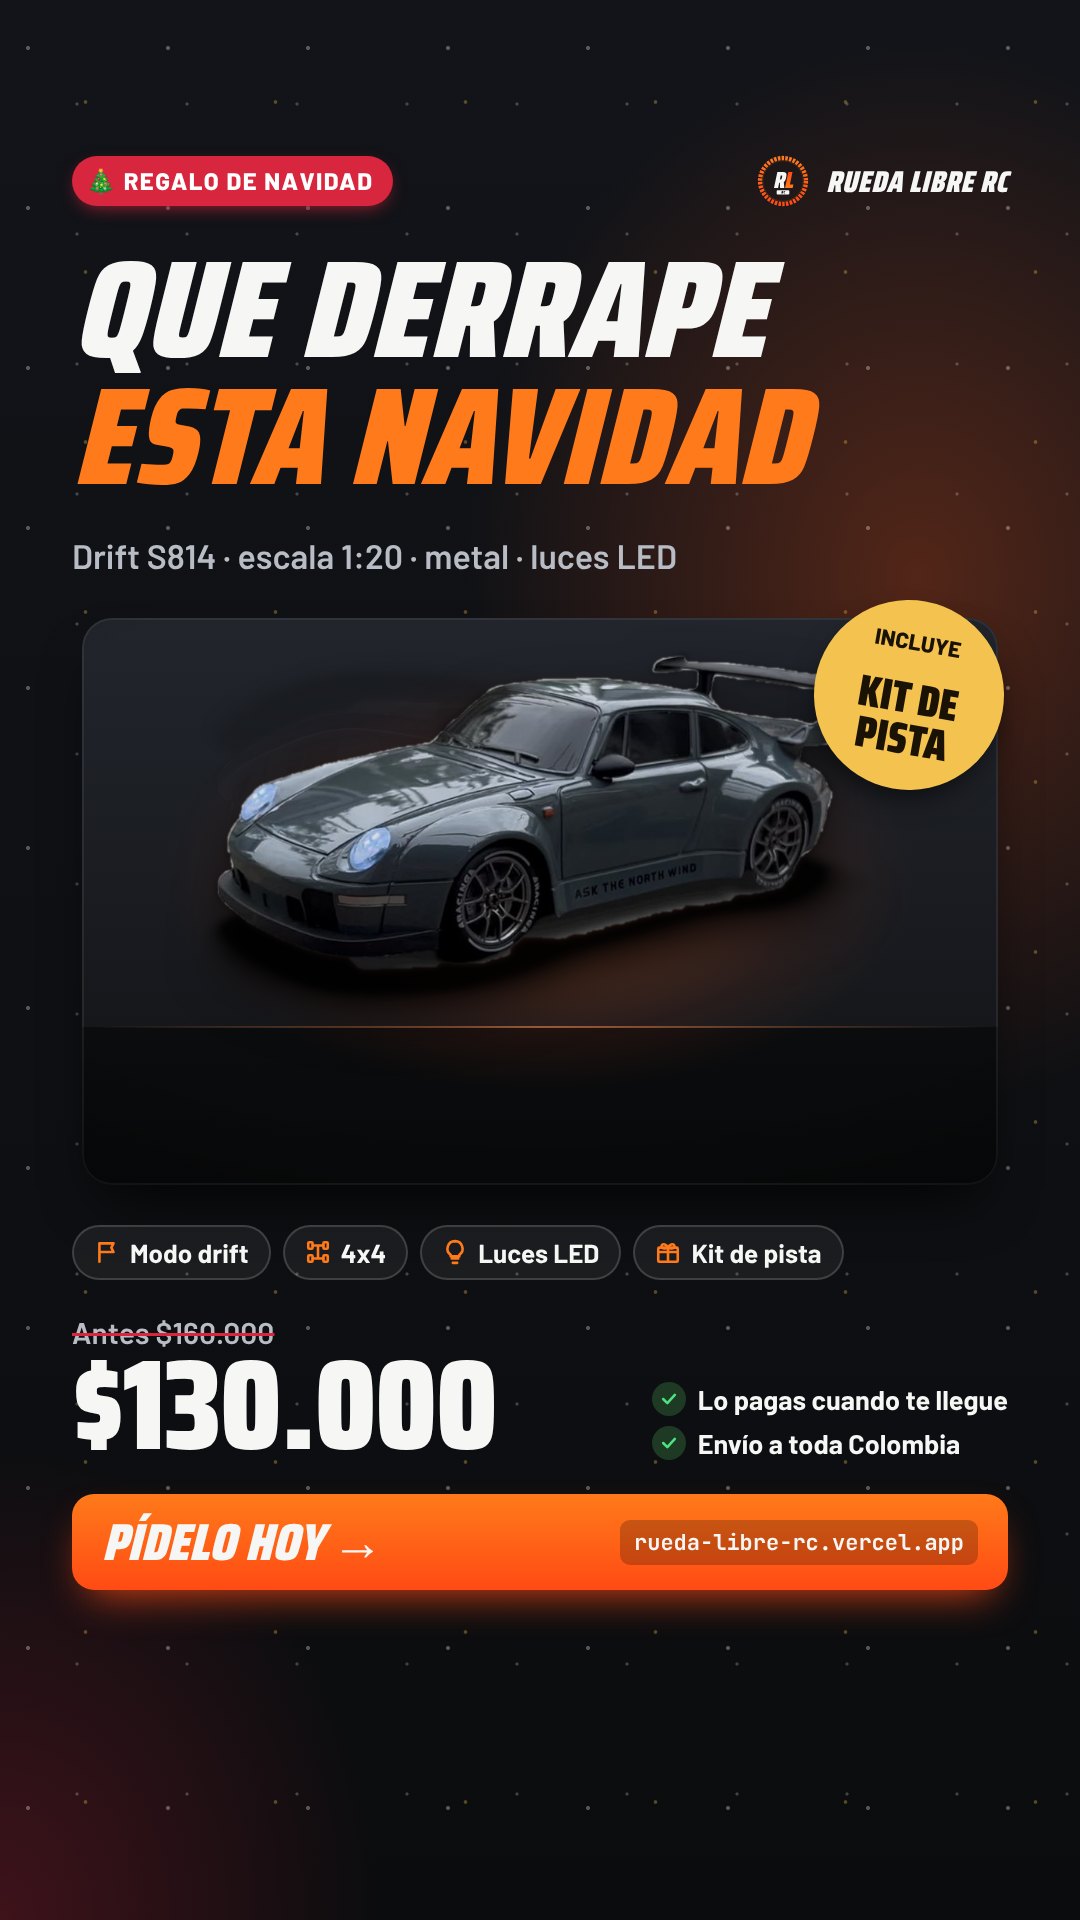 🎄 REGALO DE NAVIDAD
RL
RUEDA LIBRE RC
QUE DERRAPE
ESTA NAVIDAD
Drift S814 · escala 1:20 · metal · luces LED
INCLUYE
KIT DE
PISTA
ASK THE NORTH WIND
Modo drift
4x4
Luces LED
Kit de pista
Antes $160.000
$130.000
Lo pagas cuando te llegue
Envío a toda Colombia
PÍDELO HOY →
rueda-libre-rc.vercel.app